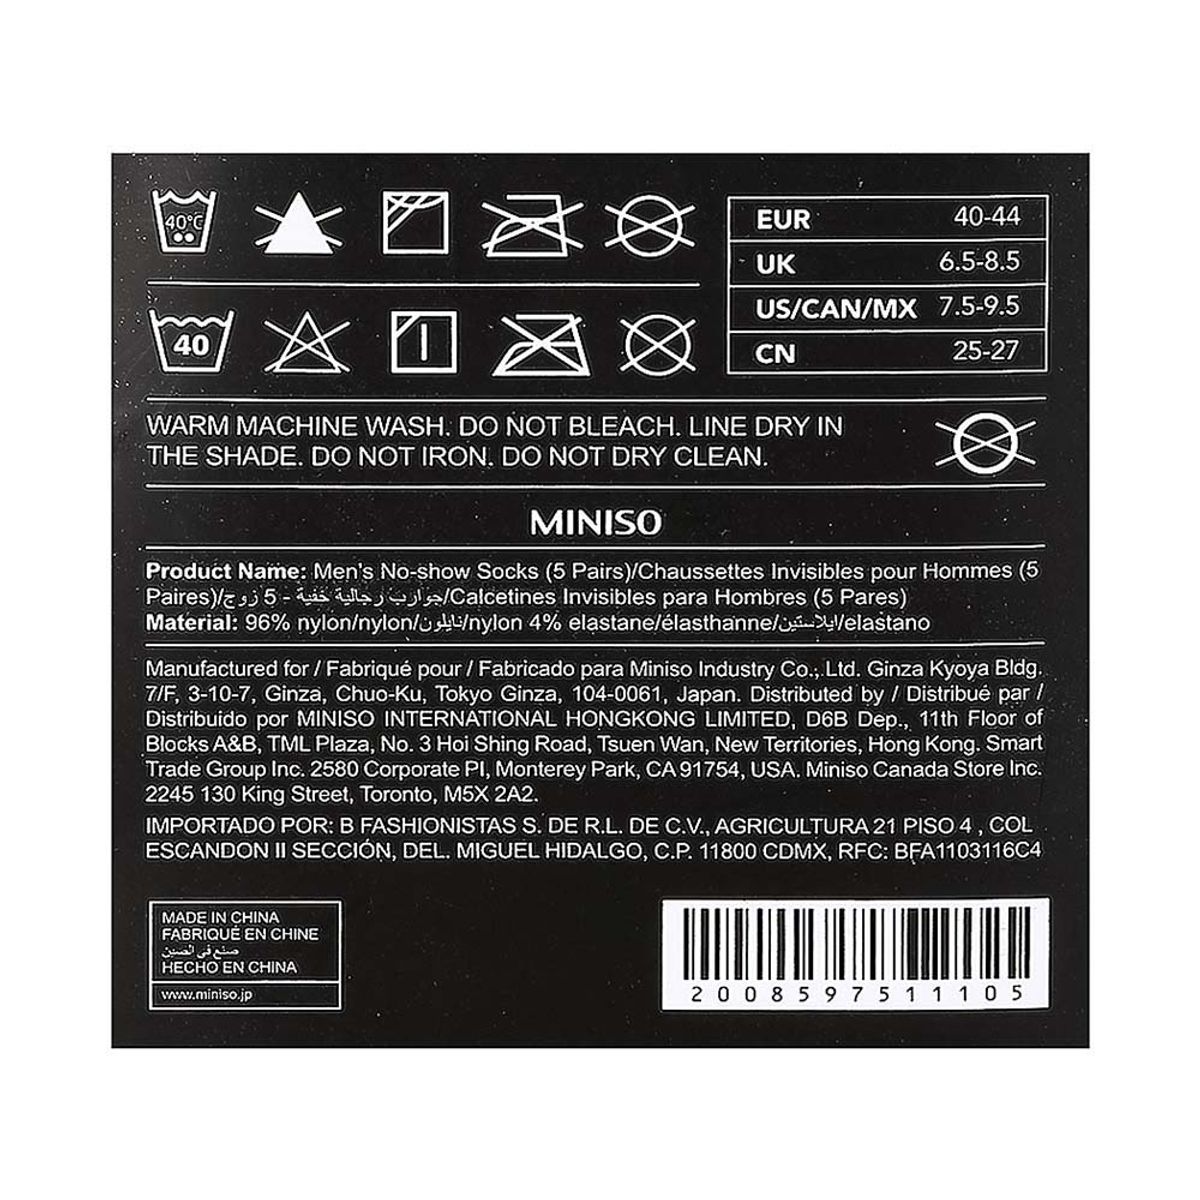 40°C
EUR 40-44
UK 6.5-8.5
US/CAN/MX 7.5-9.5
CN 25-27
40
WARM MACHINE WASH. DO NOT BLEACH. LINE DRY IN
THE SHADE. DO NOT IRON. DO NOT DRY CLEAN.
MINISO
Product Name: Men's No-show Socks (5 Pairs)/Chaussettes Invisibles pour Hommes (5
Paires)/جوارب رجالية خفية - 5 زوج/Calcetines Invisibles para Hombres (5 Pares)
Material: 96% nylon/nylon/نايلون/nylon 4% elastane/élasthanne/ايلاستين/elastano
Manufactured for / Fabriqué pour / Fabricado para Miniso Industry Co., Ltd. Ginza Kyoya Bldg.
7/F, 3-10-7, Ginza, Chuo-Ku, Tokyo Ginza, 104-0061, Japan. Distributed by / Distribué par /
Distribuido por MINISO INTERNATIONAL HONGKONG LIMITED, D6B Dep., 11th Floor of
Blocks A&B, TML Plaza, No. 3 Hoi Shing Road, Tsuen Wan, New Territories, Hong Kong. Smart
Trade Group Inc. 2580 Corporate Pl, Monterey Park, CA 91754, USA. Miniso Canada Store Inc.
2245 130 King Street, Toronto, M5X 2A2.
IMPORTADO POR: B FASHIONISTAS S. DE R.L. DE C.V., AGRICULTURA 21 PISO 4 , COL
ESCANDON II SECCIÓN, DEL. MIGUEL HIDALGO, C.P. 11800 CDMX, RFC: BFA1103116C4
MADE IN CHINA
FABRIQUÉ EN CHINE
صنع في الصين
HECHO EN CHINA
www.miniso.jp
2008597511105